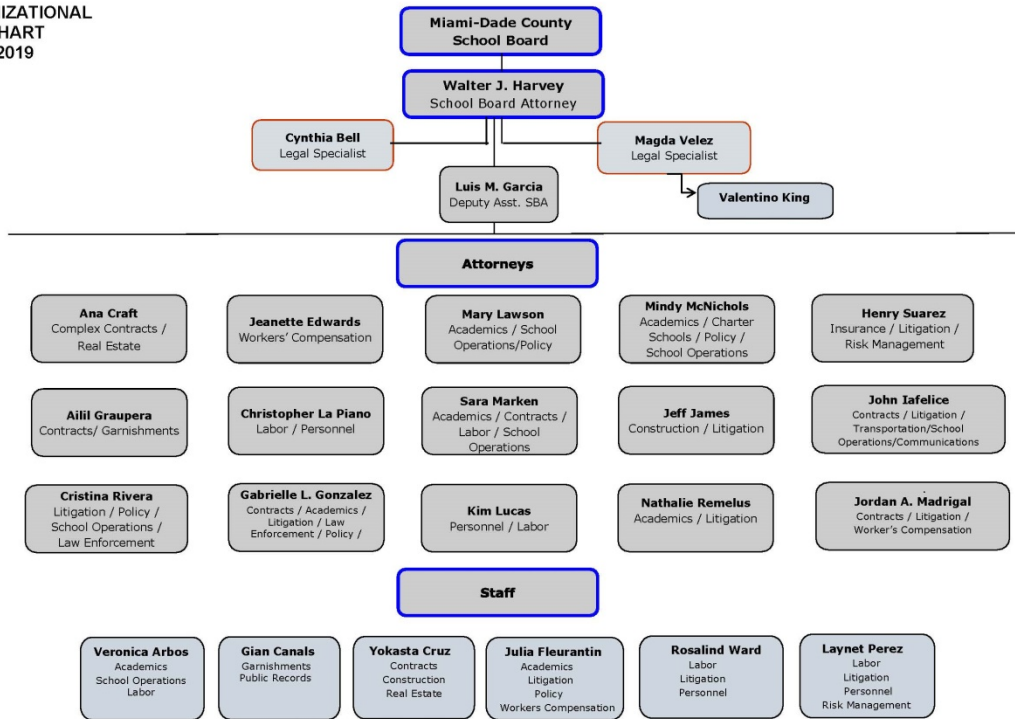 IZATIONAL
HART
2019
Miami-Dade County
School Board
Walter J. Harvey
School Board Attorney
Cynthia Bell
Legal Specialist
Magda Velez
Legal Specialist
Luis M. Garcia
Deputy Asst. SBA
Valentino King
Attorneys
Ana Craft
Complex Contracts /
Real Estate
Jeanette Edwards
Workers' Compensation
Mary Lawson
Academics / School
Operations/Policy
Mindy McNichols
Academics / Charter
Schools / Policy /
School Operations
Henry Suarez
Insurance / Litigation /
Risk Management
Ailil Graupera
Contracts/ Garnishments
Christopher La Piano
Labor / Personnel
Sara Marken
Academics / Contracts /
Labor / School
Operations
Jeff James
Construction / Litigation
John Iafelice
Contracts / Litigation /
Transportation/School
Operations/Communications
Cristina Rivera
Litigation / Policy /
School Operations /
Law Enforcement
Gabrielle L. Gonzalez
Contracts / Academics /
Litigation / Law
Enforcement / Policy /
Kim Lucas
Personnel / Labor
Nathalie Remelus
Academics / Litigation
Jordan A. Madrigal
Contracts / Litigation /
Worker's Compensation
Staff
Veronica Arbos
Academics
School Operations
Labor
Gian Canals
Garnishments
Public Records
Yokasta Cruz
Contracts
Construction
Real Estate
Julia Fleurantin
Academics
Litigation
Policy
Workers Compensation
Rosalind Ward
Labor
Litigation
Personnel
Laynet Perez
Labor
Litigation
Personnel
Risk Management